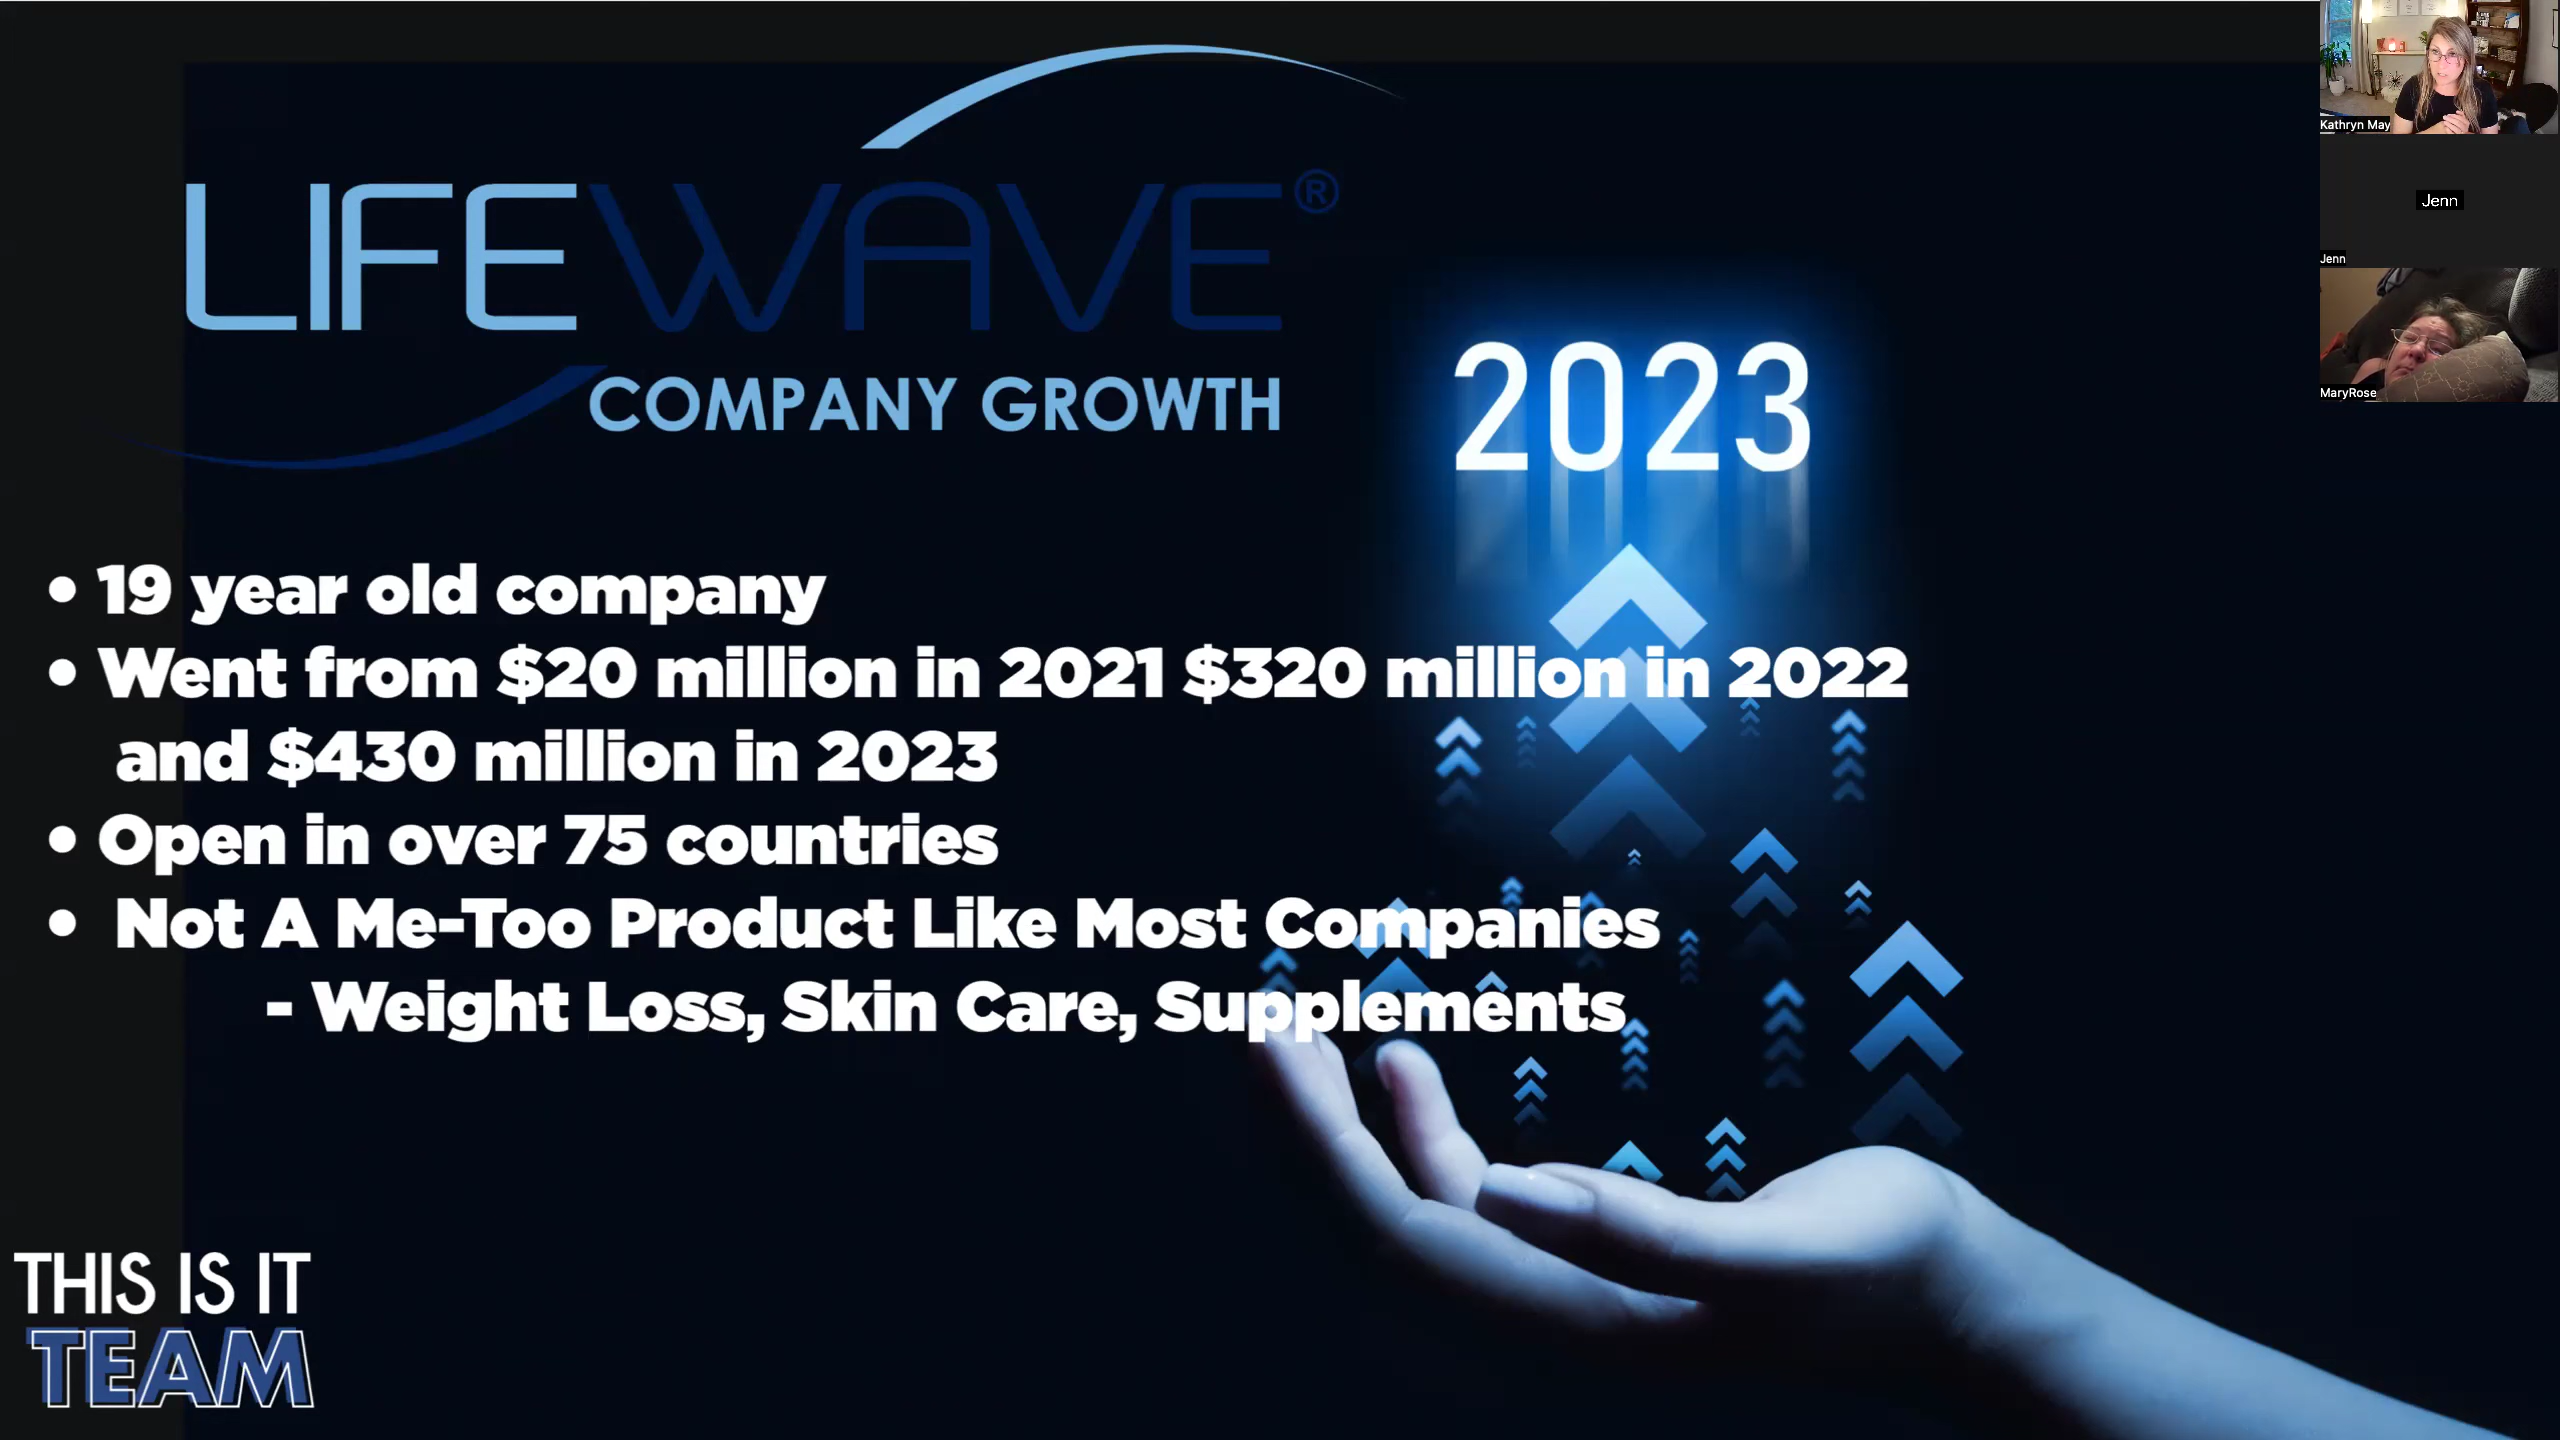 LIFEWAVE®
COMPANY GROWTH
2023
• 19 year old company
• Went from $20 million in 2021 $320 million in 2022
and $430 million in 2023
• Open in over 75 countries
• Not A Me-Too Product Like Most Companies
- Weight Loss, Skin Care, Supplements
THIS IS IT
TEAM
Kathryn May
Jenn
Jenn
MaryRose